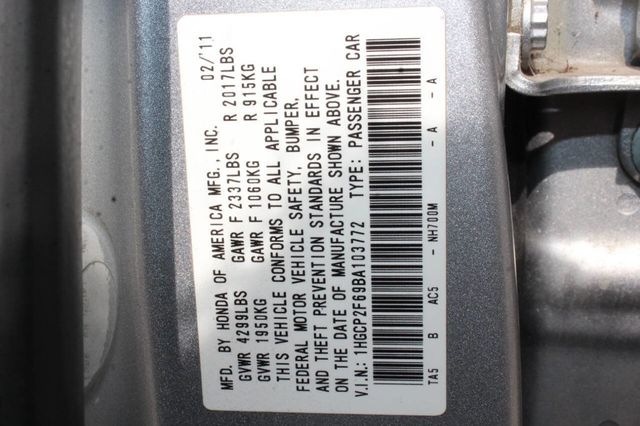 MFD. BY HONDA OF AMERICA MFG., INC. 02/11
GVWR 4299LBS GAWR F 2337LBS R 2017LBS
GVWR 1950KG GAWR F 1060KG R 915KG
THIS VEHICLE CONFORMS TO ALL APPLICABLE
FEDERAL MOTOR VEHICLE SAFETY, BUMPER,
AND THEFT PREVENTION STANDARDS IN EFFECT
ON THE DATE OF MANUFACTURE SHOWN ABOVE.
V.I.N.: 1HGCP2F69BA103772 TYPE: PASSENGER CAR
TA5 B AC5 - NH700M - A - A